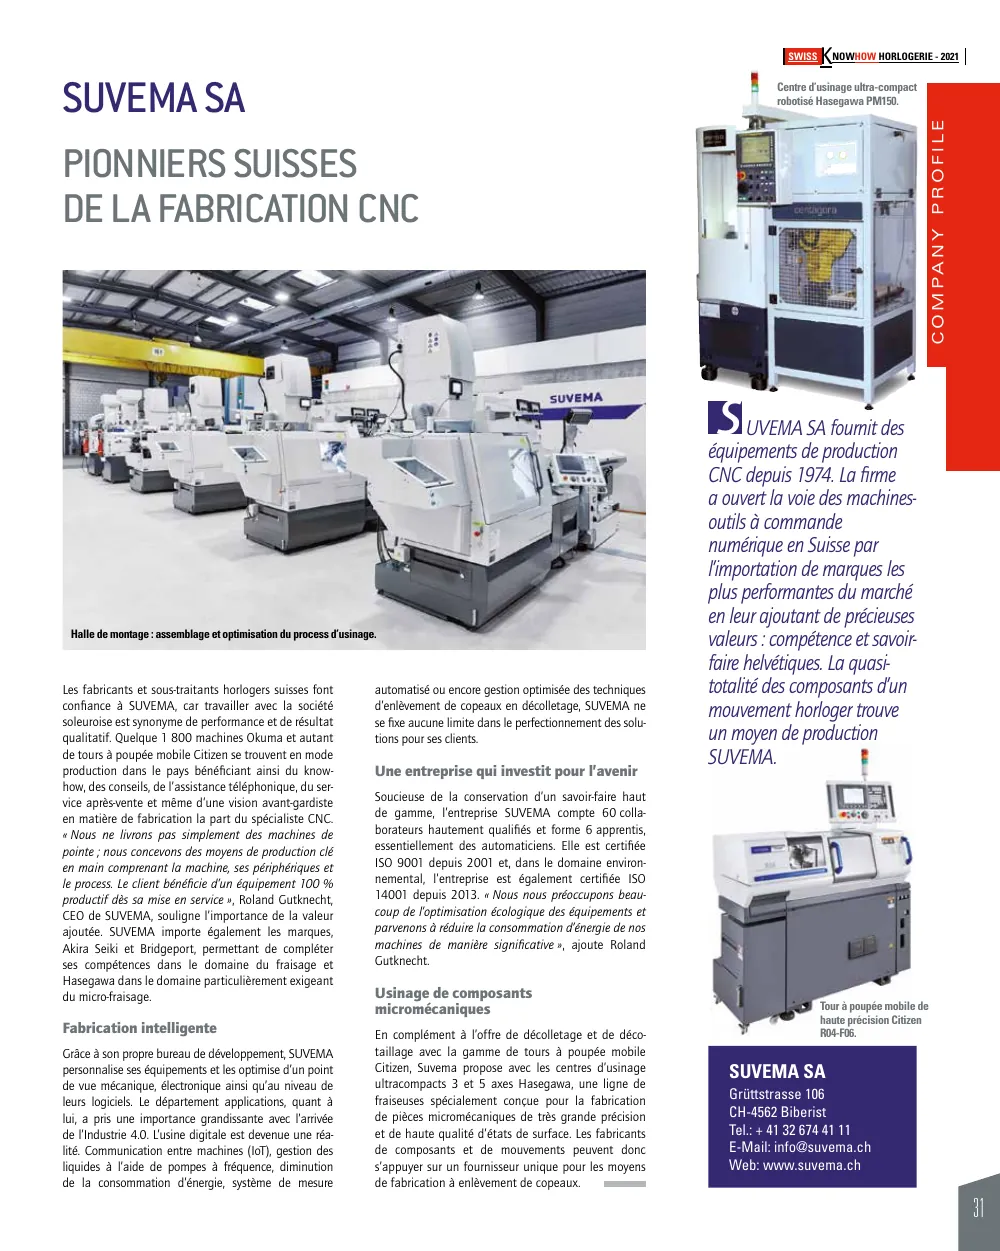 SWISS KNOWHOW HORLOGERIE - 2021
SUVEMA SA
PIONNIERS SUISSES
DE LA FABRICATION CNC
Centre d'usinage ultra-compact
robotisé Hasegawa PM150.
COMPANY PROFILE
centagora
SUVEMA
Halle de montage : assemblage et optimisation du process d'usinage.
SUVEMA SA fournit des
équipements de production
CNC depuis 1974. La firme
a ouvert la voie des machines-
outils à commande
numérique en Suisse par
l'importation de marques les
plus performantes du marché
en leur ajoutant de précieuses
valeurs : compétence et savoir-
faire helvétiques. La quasi-
totalité des composants d'un
mouvement horloger trouve
un moyen de production
SUVEMA.
Les fabricants et sous-traitants horlogers suisses font
confiance à SUVEMA, car travailler avec la société
soleuroise est synonyme de performance et de résultat
qualitatif. Quelque 1 800 machines Okuma et autant
de tours à poupée mobile Citizen se trouvent en mode
production dans le pays bénéficiant ainsi du know-
how, des conseils, de l'assistance téléphonique, du ser-
vice après-vente et même d'une vision avant-gardiste
en matière de fabrication la part du spécialiste CNC.
« Nous ne livrons pas simplement des machines de
pointe ; nous concevons des moyens de production clé
en main comprenant la machine, ses périphériques et
le process. Le client bénéficie d'un équipement 100 %
productif dès sa mise en service », Roland Gutknecht,
CEO de SUVEMA, souligne l'importance de la valeur
ajoutée. SUVEMA importe également les marques,
Akira Seiki et Bridgeport, permettant de compléter
ses compétences dans le domaine du fraisage et
Hasegawa dans le domaine particulièrement exigeant
du micro-fraisage.
Fabrication intelligente
Grâce à son propre bureau de développement, SUVEMA
personnalise ses équipements et les optimise d'un point
de vue mécanique, électronique ainsi qu'au niveau de
leurs logiciels. Le département applications, quant à
lui, a pris une importance grandissante avec l'arrivée
de l'Industrie 4.0. L'usine digitale est devenue une réa-
lité. Communication entre machines (IoT), gestion des
liquides à l'aide de pompes à fréquence, diminution
de la consommation d'énergie, système de mesure
automatisé ou encore gestion optimisée des techniques
d'enlèvement de copeaux en décolletage, SUVEMA ne
se fixe aucune limite dans le perfectionnement des solu-
tions pour ses clients.
Une entreprise qui investit pour l'avenir
Soucieuse de la conservation d'un savoir-faire haut
de gamme, l'entreprise SUVEMA compte 60 colla-
borateurs hautement qualifiés et forme 6 apprentis,
essentiellement des automaticiens. Elle est certifiée
ISO 9001 depuis 2001 et, dans le domaine environ-
nemental, l'entreprise est également certifiée ISO
14001 depuis 2013. « Nous nous préoccupons beau-
coup de l'optimisation écologique des équipements et
parvenons à réduire la consommation d'énergie de nos
machines de manière significative », ajoute Roland
Gutknecht.
Usinage de composants
micromécaniques
En complément à l'offre de décolletage et de déco-
taillage avec la gamme de tours à poupée mobile
Citizen, Suvema propose avec les centres d'usinage
ultracompacts 3 et 5 axes Hasegawa, une ligne de
fraiseuses spécialement conçue pour la fabrication
de pièces micromécaniques de très grande précision
et de haute qualité d'états de surface. Les fabricants
de composants et de mouvements peuvent donc
s'appuyer sur un fournisseur unique pour les moyens
de fabrication à enlèvement de copeaux.
Tour à poupée mobile de
haute précision Citizen
R04-F06.
SUVEMA SA
Grüttstrasse 106
CH-4562 Biberist
Tel.: + 41 32 674 41 11
E-Mail: info@suvema.ch
Web: www.suvema.ch
31